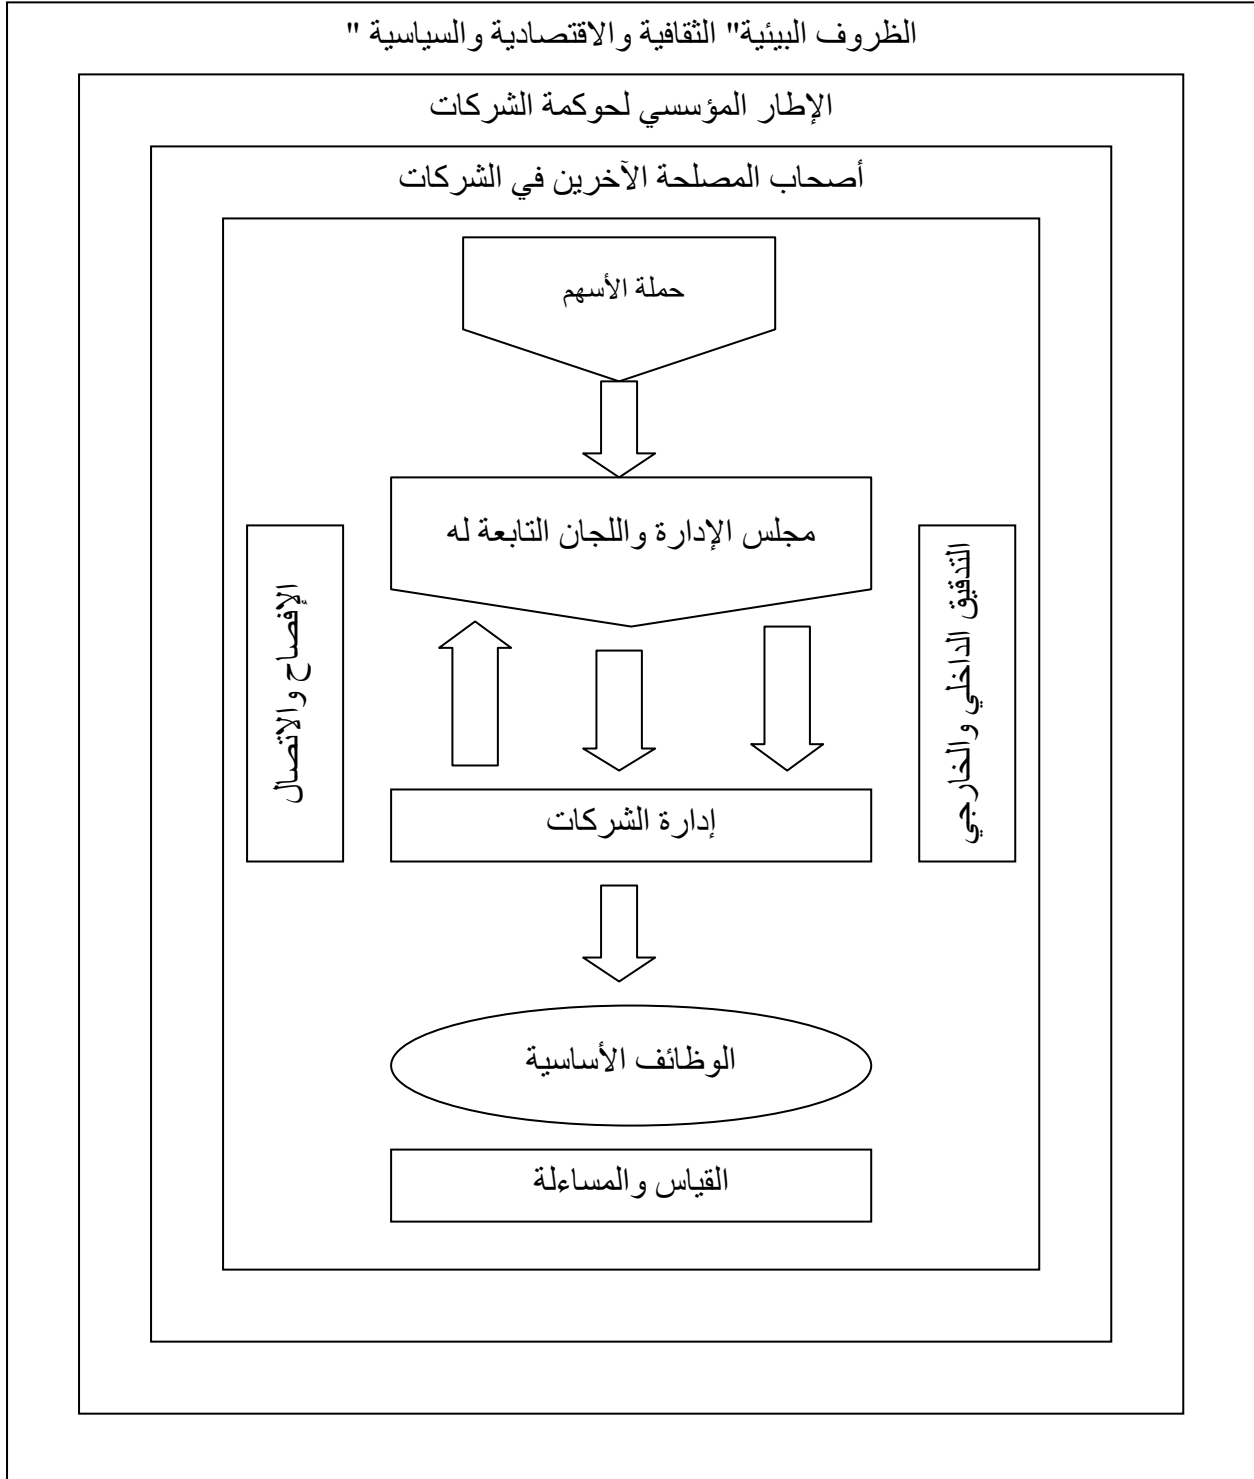 الظروف البيئية" الثقافية والاقتصادية والسياسية "
الإطار المؤسسي لحوكمة الشركات
أصحاب المصلحة الآخرين في الشركات
حملة الأسهم
مجلس الإدارة واللجان التابعة له
التدقيق الداخلي والخارجي
الإفصاح والاتصال
إدارة الشركات
الوظائف الأساسية
القياس والمساءلة